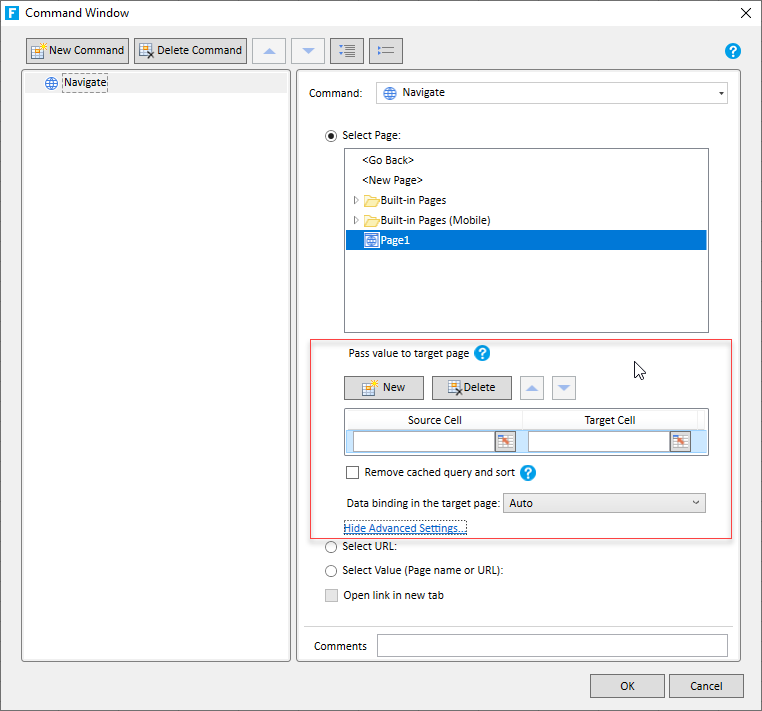 F Command Window
New Command Delete Command ?
Navigate
Command: Navigate
Select Page:
<Go Back>
<New Page>
Built-in Pages
Built-in Pages (Mobile)
Page1
Pass value to target page ?
New Delete
Source Cell Target Cell
Remove cached query and sort ?
Data binding in the target page: Auto
Hide Advanced Settings...
Select URL:
Select Value (Page name or URL):
Open link in new tab
Comments
OK Cancel